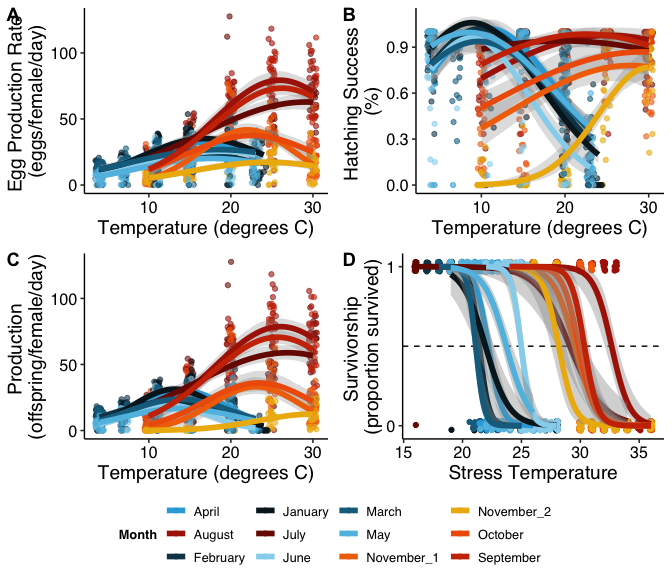 A
Egg Production Rate
(eggs/female/day)
100
50
0
10
20
30
Temperature (degrees C)
B
Hatching Success
(%)
0.9
0.6
0.3
0.0
10
20
30
Temperature (degrees C)
C
Production
(offspring/female/day)
100
50
0
10
20
30
Temperature (degrees C)
D
Survivorship
(proportion survived)
1
0
15
20
25
30
35
Stress Temperature
Month
April
January
March
November_2
August
July
May
October
February
June
November_1
September